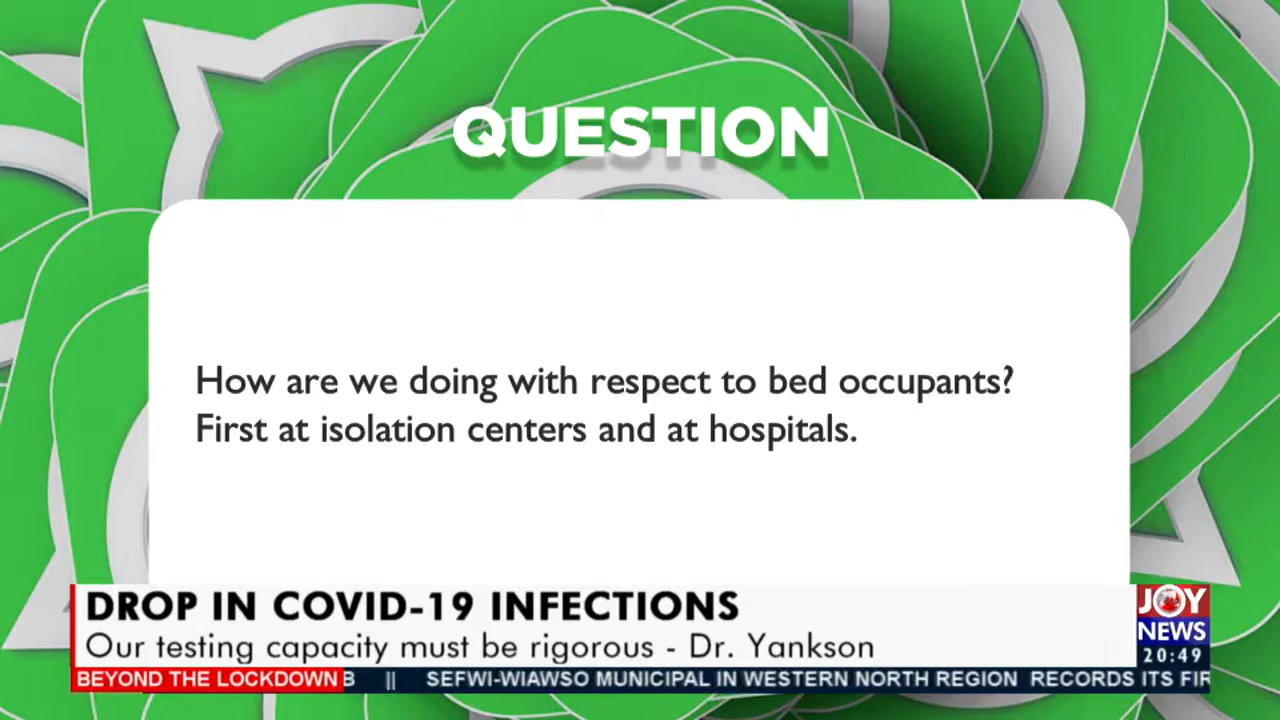 QUESTION
How are we doing with respect to bed occupants?
First at isolation centers and at hospitals.
DROP IN COVID-19 INFECTIONS
Our testing capacity must be rigorous - Dr. Yankson
JOY
NEWS
20:49
BEYOND THE LOCKDOWN B || SEFWI-WIAWSO MUNICIPAL IN WESTERN NORTH REGION RECORDS ITS FIR